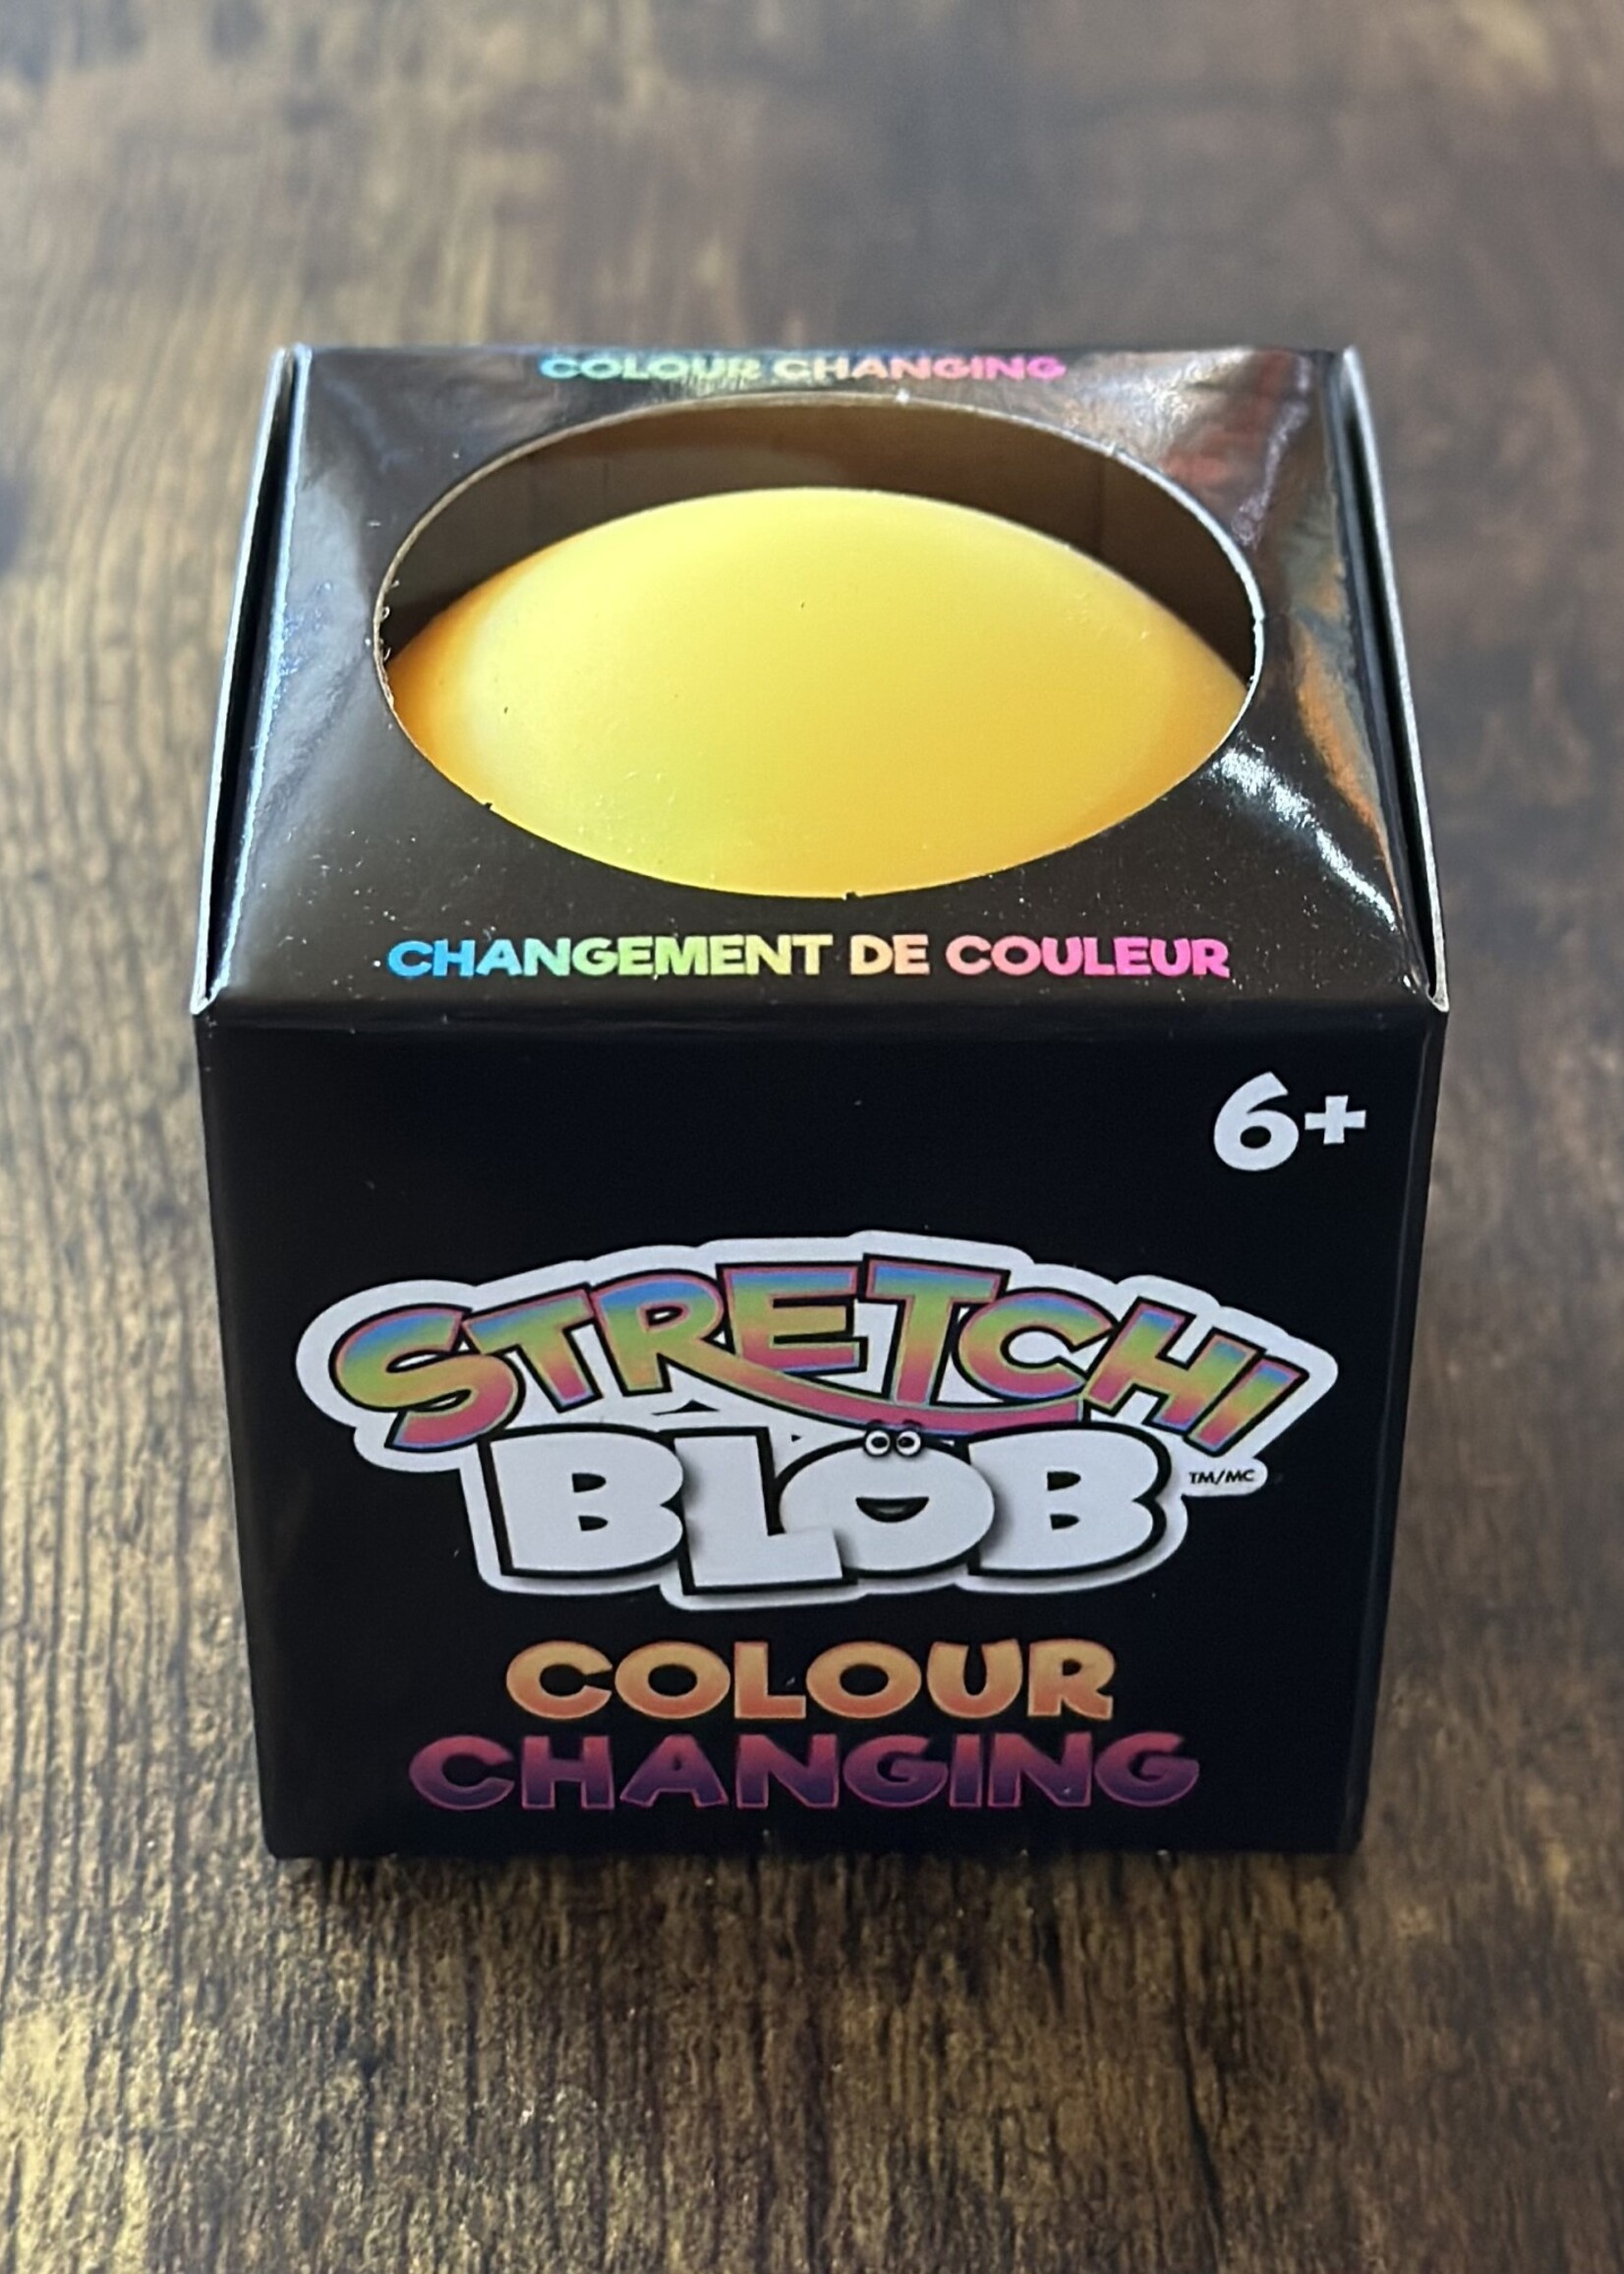 COLOUR CHANGING
CHANGEMENT DE COULEUR
6+
STRETCHI
BLOB
TM/MC
COLOUR
CHANGING